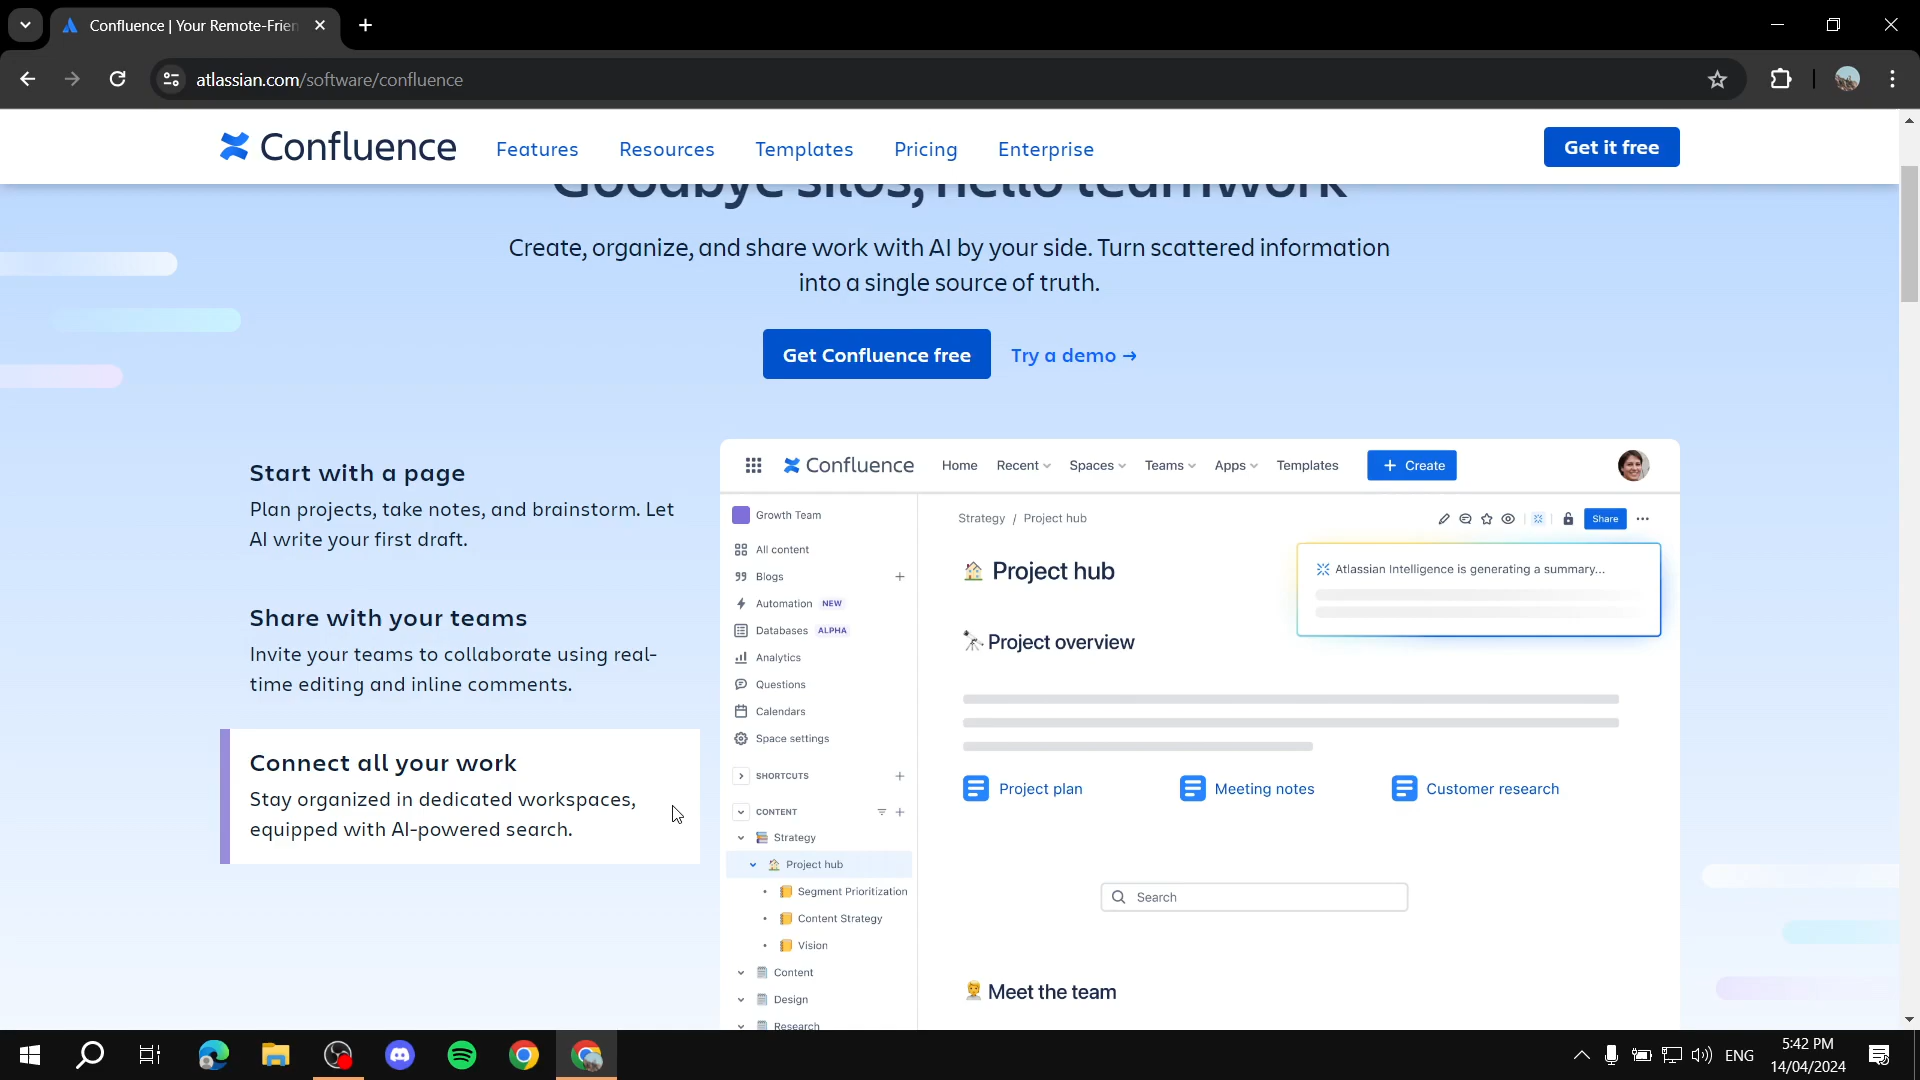 Confluence | Your Remote-Frien
atlassian.com/software/confluence
Confluence
Features
Resources
Templates
Pricing
Enterprise
Get it free
Goodbye silos, hello teamwork
Create, organize, and share work with AI by your side. Turn scattered information
into a single source of truth.
Get Confluence free
Try a demo →
Start with a page
Plan projects, take notes, and brainstorm. Let
AI write your first draft.
Share with your teams
Invite your teams to collaborate using real-
time editing and inline comments.
Connect all your work
Stay organized in dedicated workspaces,
equipped with AI-powered search.
Confluence
Home
Recent
Spaces
Teams
Apps
Templates
+ Create
Growth Team
All content
Blogs
Automation NEW
Databases ALPHA
Analytics
Questions
Calendars
Space settings
SHORTCUTS
CONTENT
Strategy
Project hub
Segment Prioritization
Content Strategy
Vision
Content
Design
Research
Strategy / Project hub
Share
Project hub
Atlassian Intelligence is generating a summary...
Project overview
Project plan
Meeting notes
Customer research
Search
Meet the team
ENG
5:42 PM
14/04/2024